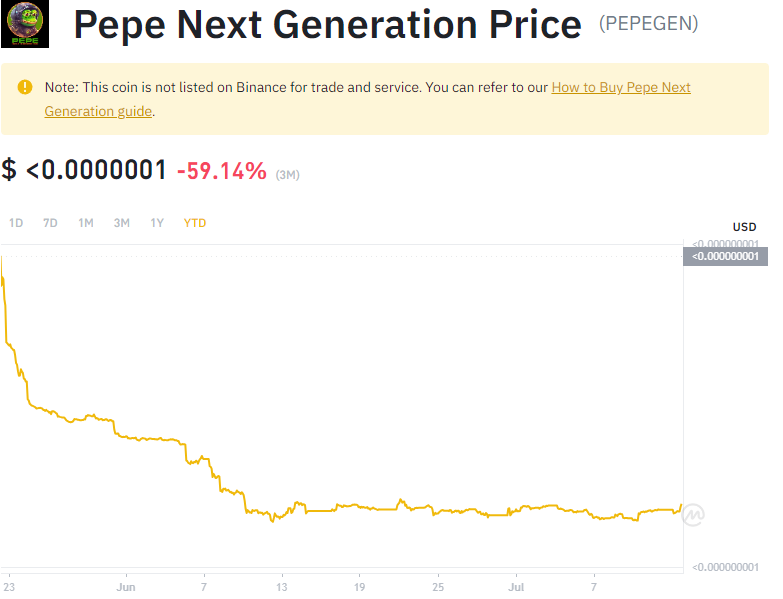 PEPE
Pepe Next Generation Price (PEPEGEN)
Note: This coin is not listed on Binance for trade and service. You can refer to our How to Buy Pepe Next
Generation guide.
$ <0.0000001 -59.14% (3M)
1D 7D 1M 3M 1Y YTD
USD
<0.000000001
<0.000000001
<0.000000001
23 Jun 7 13 19 25 Jul 7